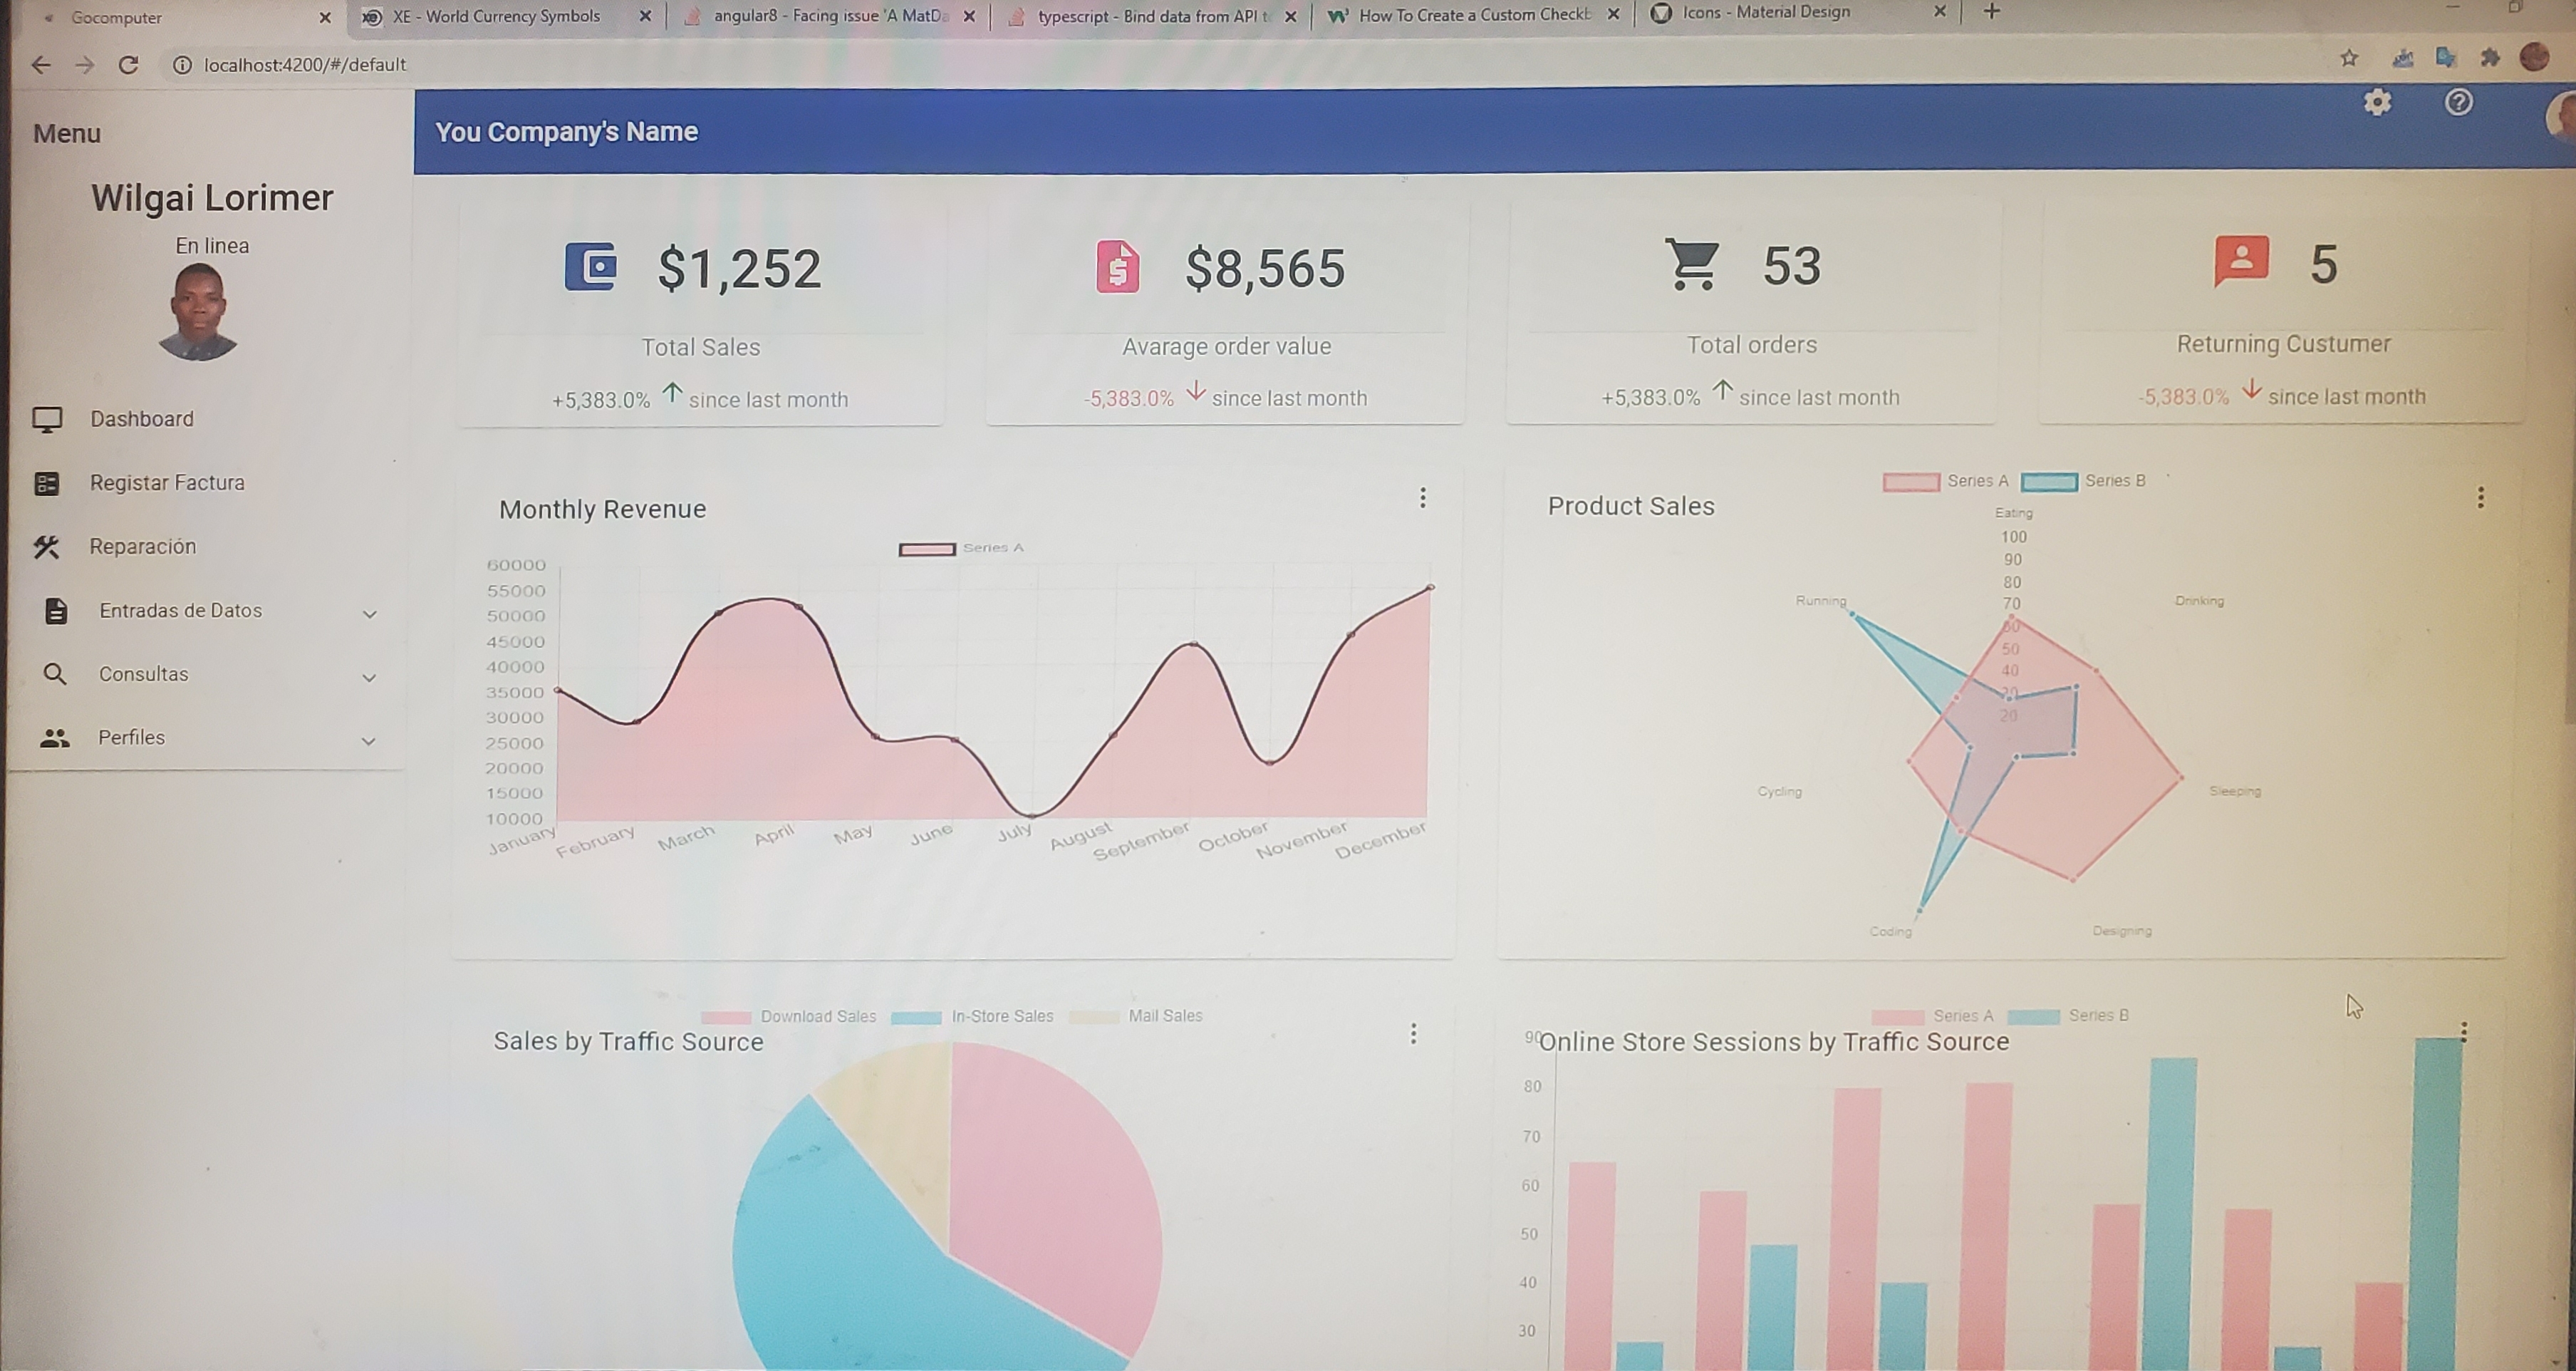 Gocomputer
XE - World Currency Symbols
angular8 - Facing issue 'A MatDa
typescript - Bind data from API t
How To Create a Custom Checkb
Icons - Material Design
localhost:4200/#/default
Menu
You Company's Name
Wilgai Lorimer
En linea
Dashboard
Registar Factura
Reparación
Entradas de Datos
Consultas
Perfiles
$1,252
Total Sales
+5,383.0% since last month
$8,565
Avarage order value
-5,383.0% since last month
53
Total orders
+5,383.0% since last month
5
Returning Custumer
-5,383.0% since last month
Monthly Revenue
Series A
60000
55000
50000
45000
40000
35000
30000
25000
20000
15000
10000
January February March April May June July August September October November December
Product Sales
Series A Series B
Eating
100
90
80
70
60
50
40
30
20
Running
Drinking
Cycling
Sleeping
Coding
Designing
Download Sales In-Store Sales Mail Sales
Sales by Traffic Source
Series A Series B
Online Store Sessions by Traffic Source
90
80
70
60
50
40
30